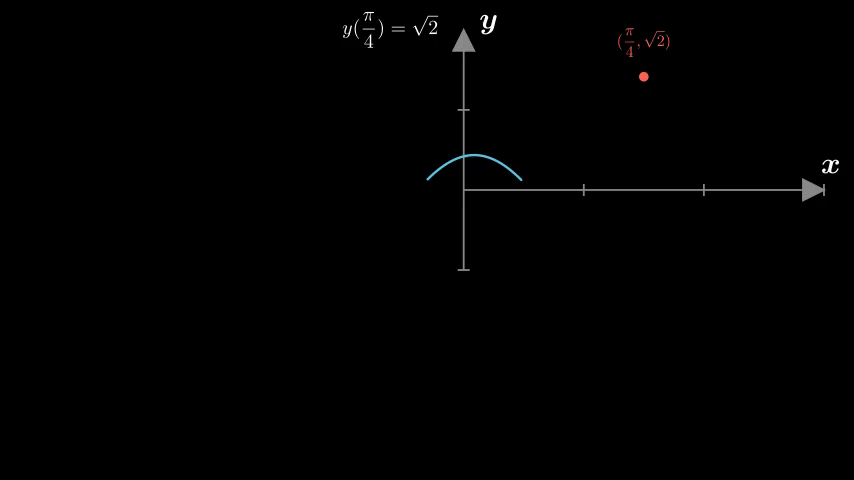 y(π/4) = √2
y
(π/4, √2)
x